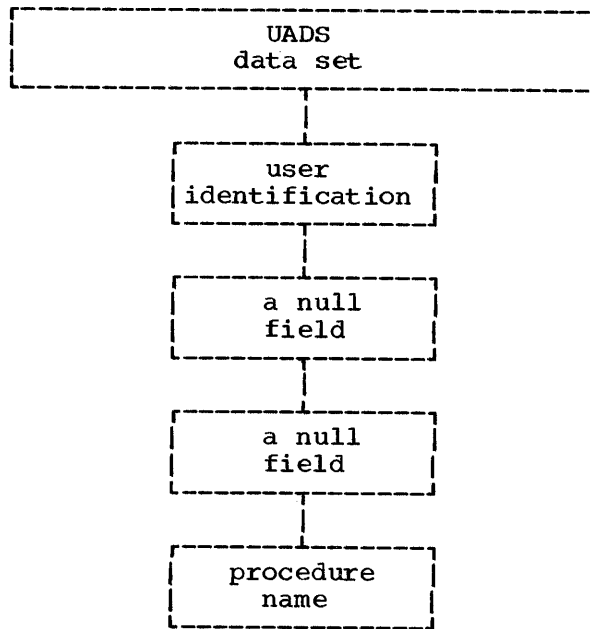 UADS
data set
user
identification
a null
field
a null
field
procedure
name